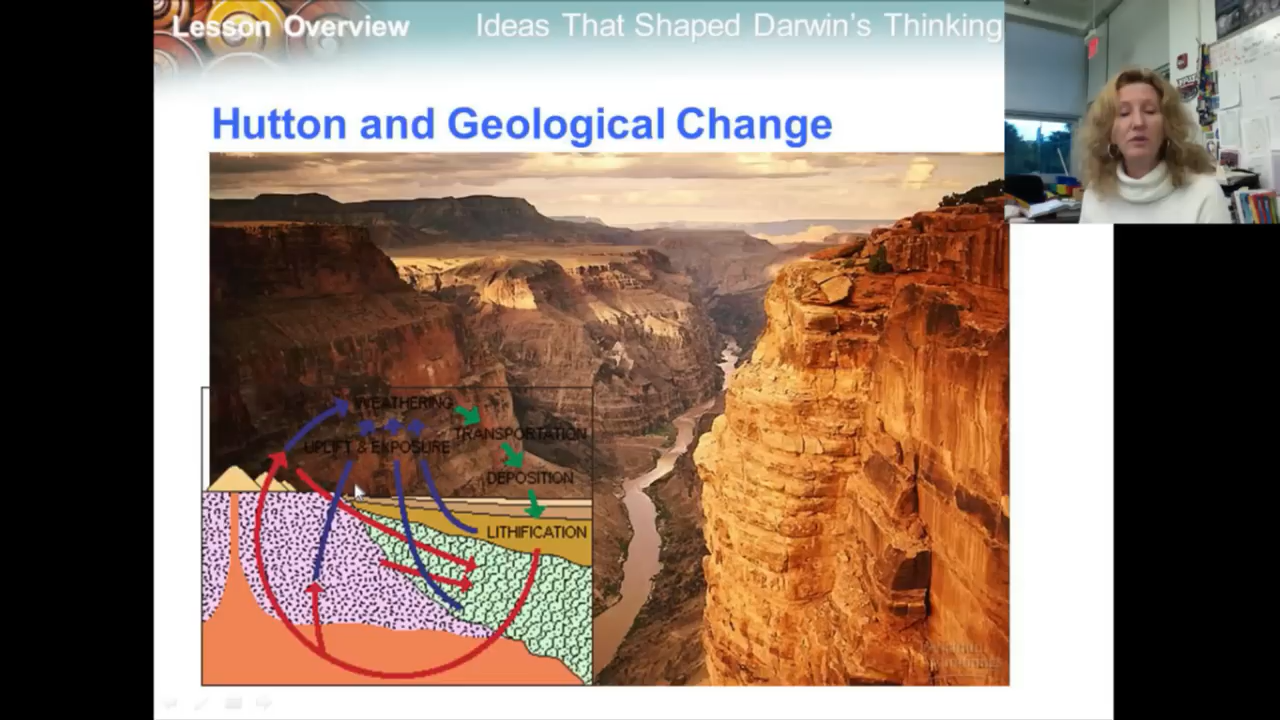 Lesson Overview
Ideas That Shaped Darwin's Thinking
Hutton and Geological Change
WEATHERING
TRANSPORTATION
UPLIFT & EXPOSURE
DEPOSITION
LITHIFICATION